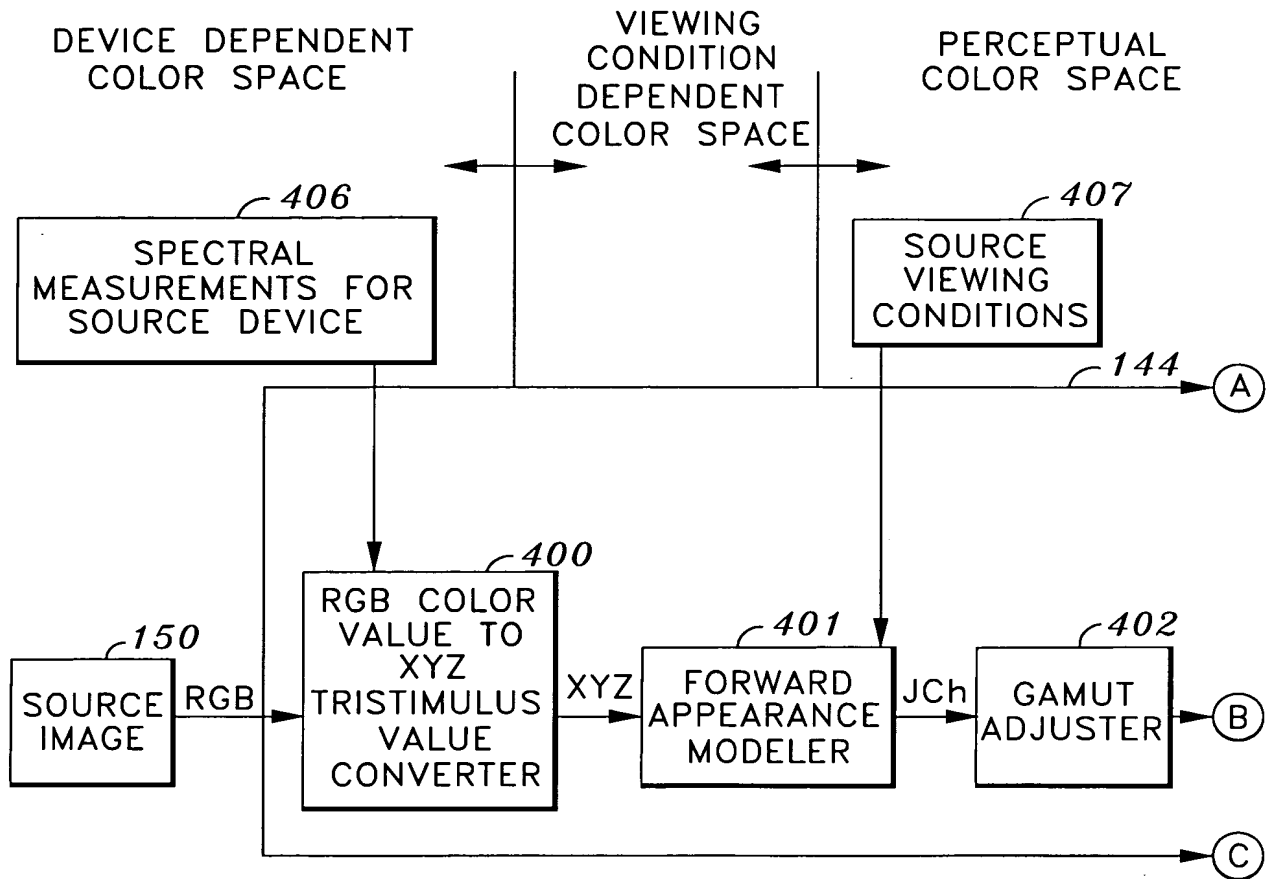 DEVICE DEPENDENT
COLOR SPACE
VIEWING
CONDITION
DEPENDENT
COLOR SPACE
PERCEPTUAL
COLOR SPACE
406
SPECTRAL
MEASUREMENTS FOR
SOURCE DEVICE
407
SOURCE
VIEWING
CONDITIONS
144
A
150
SOURCE
IMAGE
RGB
400
RGB COLOR
VALUE TO
XYZ
TRISTIMULUS
VALUE
CONVERTER
XYZ
401
FORWARD
APPEARANCE
MODELER
JCh
402
GAMUT
ADJUSTER
B
C